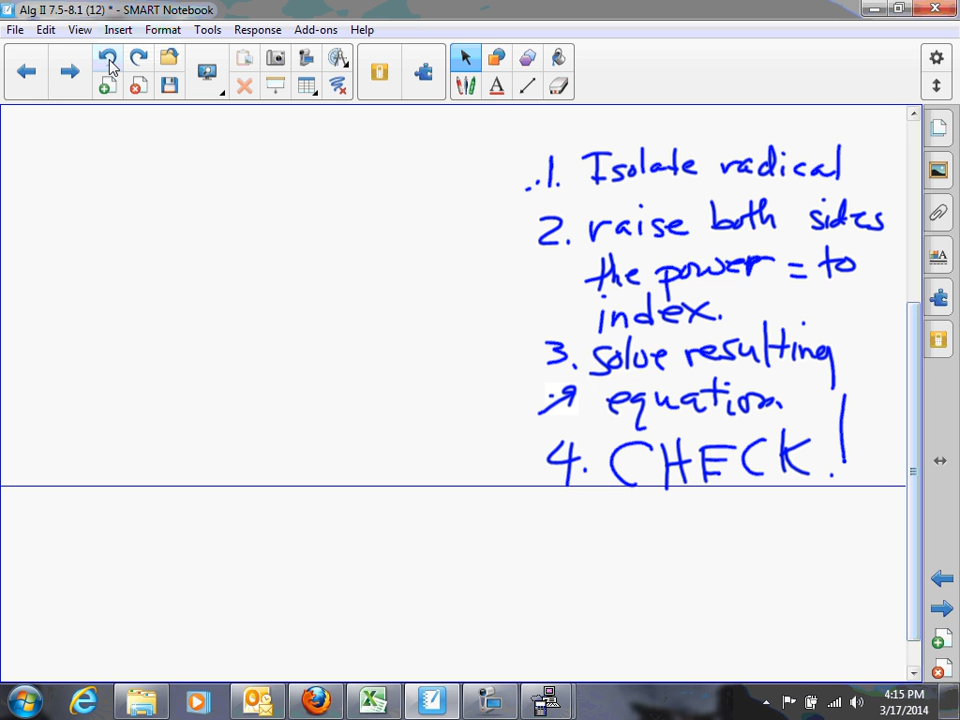 Alg II 7.5-8.1 (12) * - SMART Notebook
File Edit View Insert Format Tools Response Add-ons Help
1. Isolate radical
2. raise both sides
the power = to
index.
3. solve resulting
equation.
4. CHECK!
4:15 PM
3/17/2014